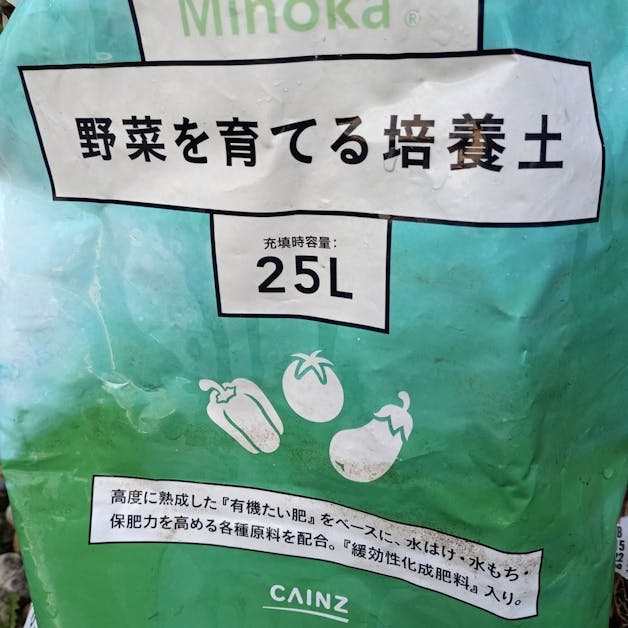 Minoka®
野菜を育てる培養土
充填時容量:
25L
高度に熟成した『有機たい肥』をベースに、水はけ・水もち・
保肥力を高める各種原料を配合。『緩効性化成肥料』入り。
CAINZ